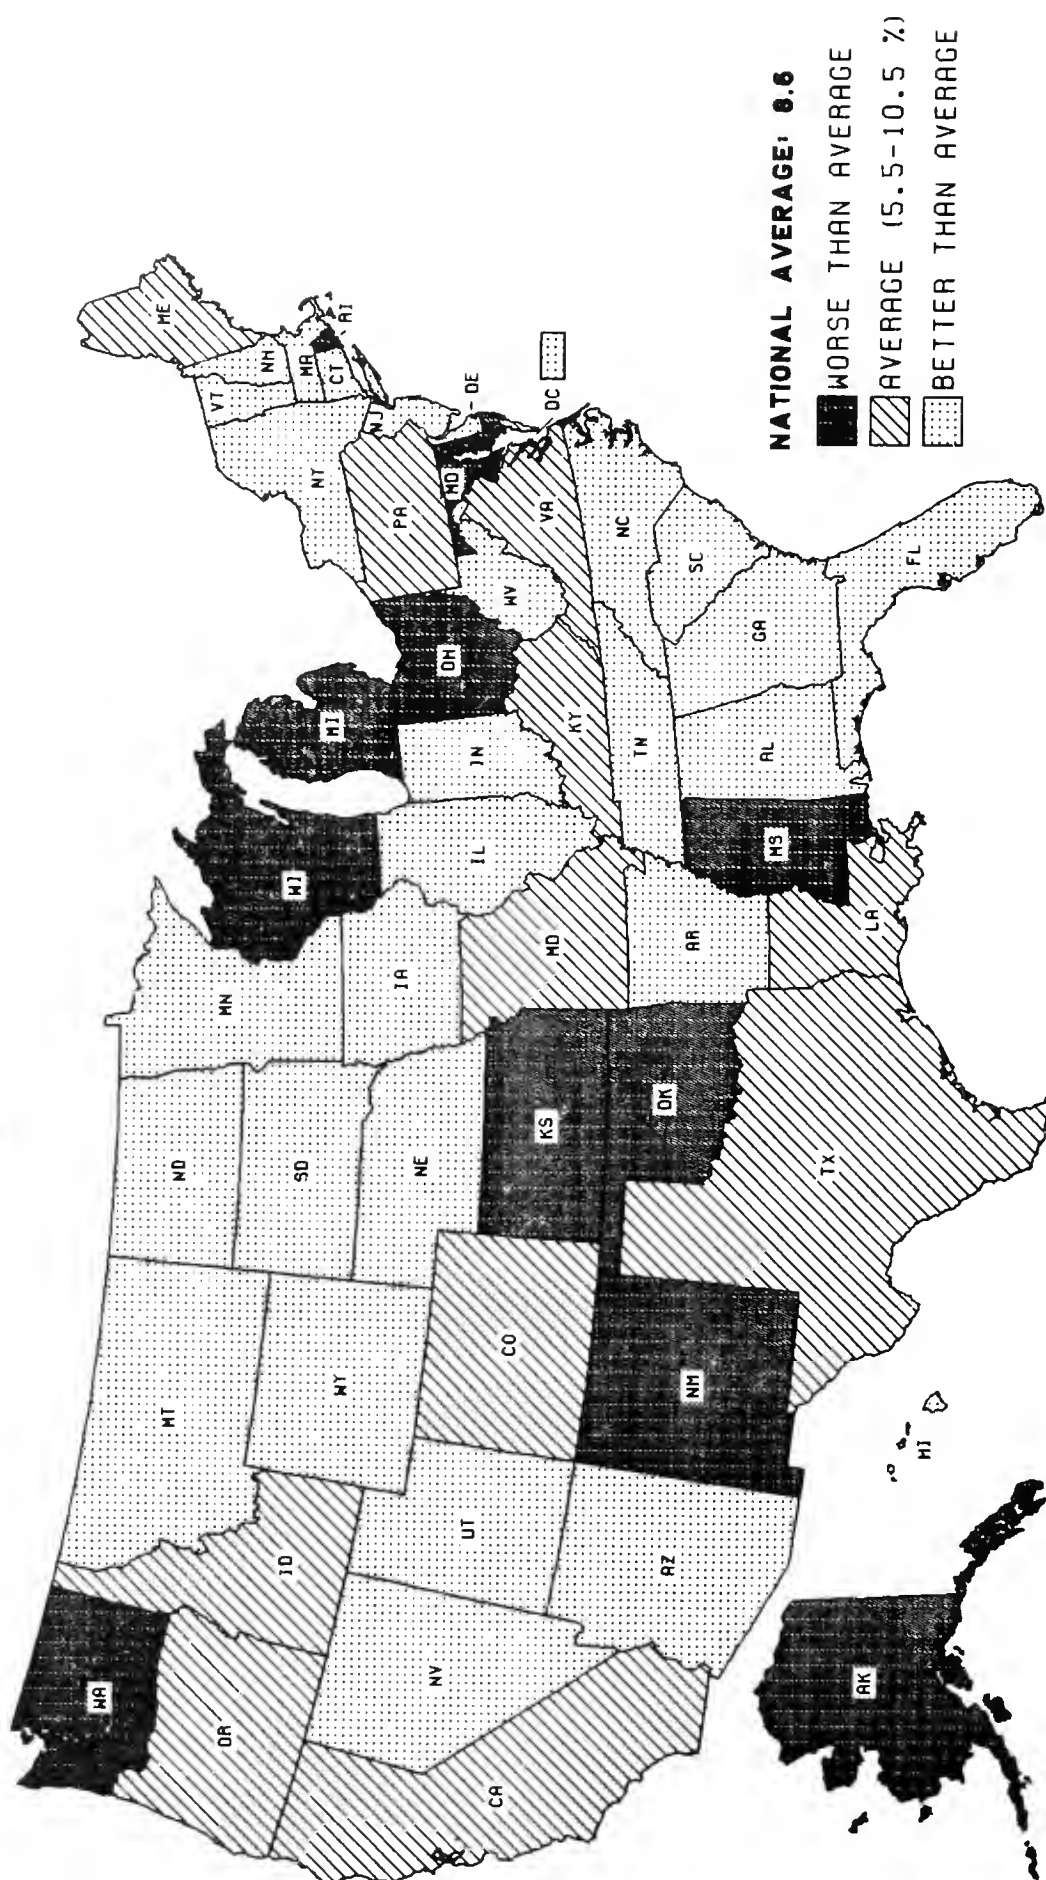 WA
MT
ND
MN
WI
MI
VT
NH
ME
OR
ID
WY
SD
IA
NY
MA
CT
RI
NV
UT
CO
NE
IL
IN
OH
PA
NJ
CA
AZ
NM
KS
MO
KY
WV
MD
DE
DC
VA
OK
AR
TN
NC
SC
TX
LA
MS
AL
GA
FL
AK
HI
NATIONAL AVERAGE: 8.6
WORSE THAN AVERAGE
AVERAGE (5.5-10.5 %)
BETTER THAN AVERAGE